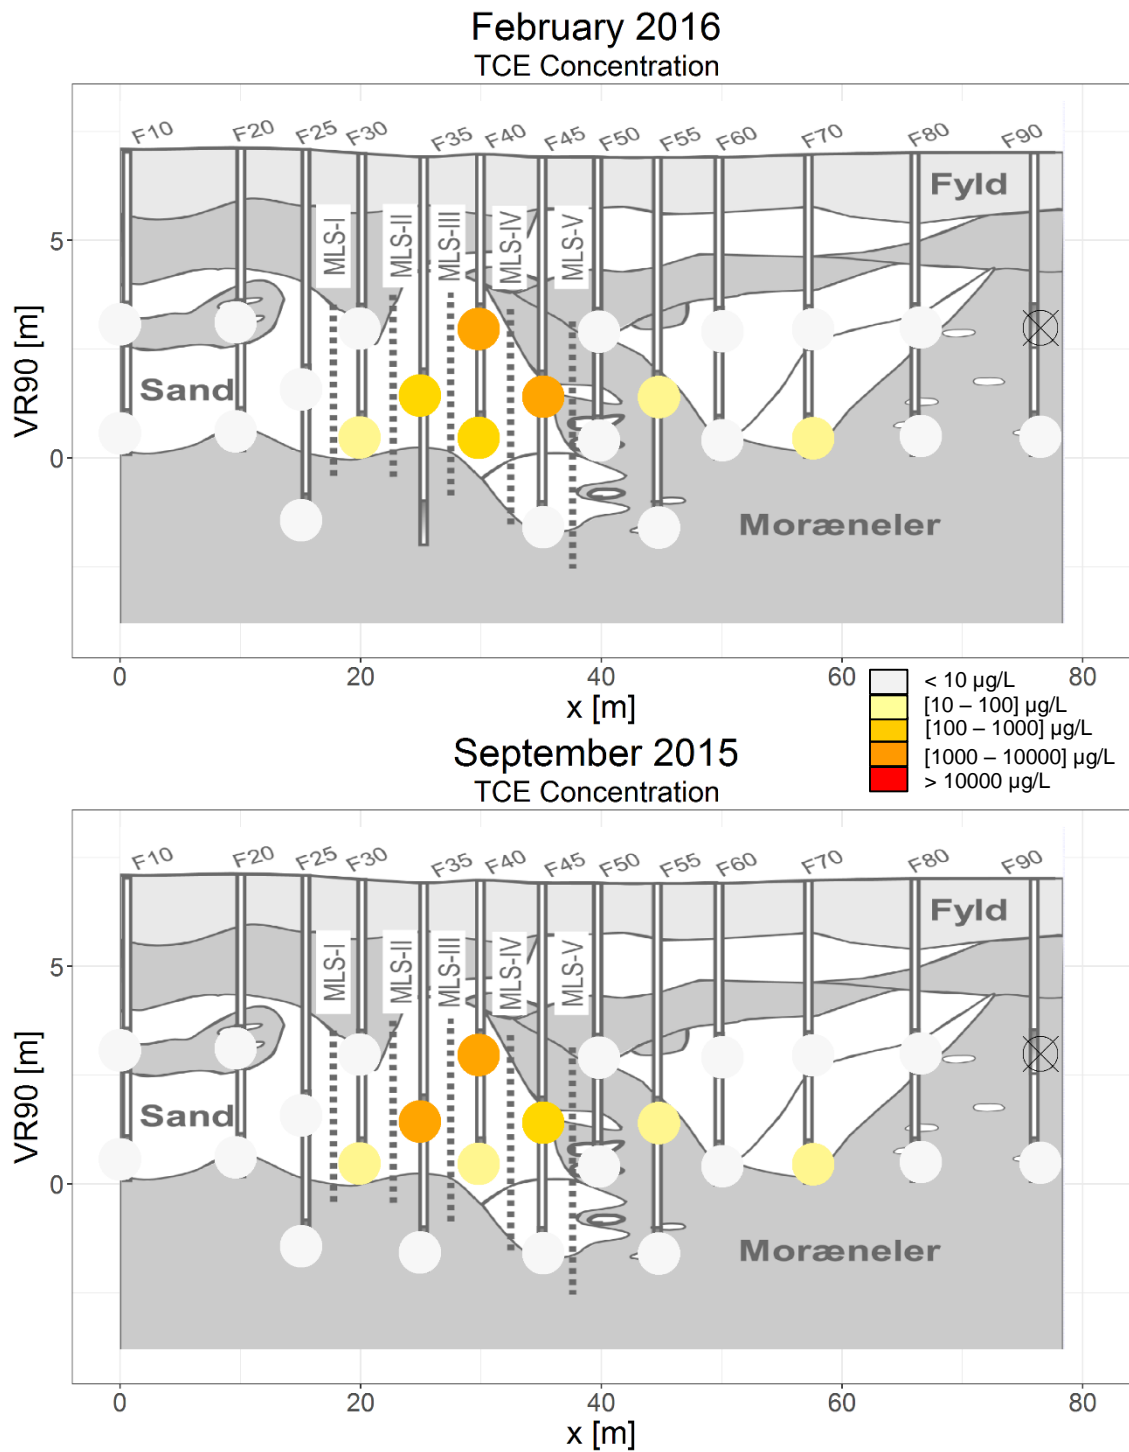 February 2016
TCE Concentration
F10 F20 F25 F30 F35 F40 F45 F50 F55 F60 F70 F80 F90
Fyld
MLS-I MLS-II MLS-III MLS-IV MLS-V
5
Sand
0
Moræneler
VR90 [m]
0 20 40 60 80
x [m]
< 10 µg/L
[10 – 100] µg/L
[100 – 1000] µg/L
[1000 – 10000] µg/L
> 10000 µg/L
September 2015
TCE Concentration
F10 F20 F25 F30 F35 F40 F45 F50 F55 F60 F70 F80 F90
Fyld
MLS-I MLS-II MLS-III MLS-IV MLS-V
5
Sand
0
Moræneler
VR90 [m]
0 20 40 60 80
x [m]